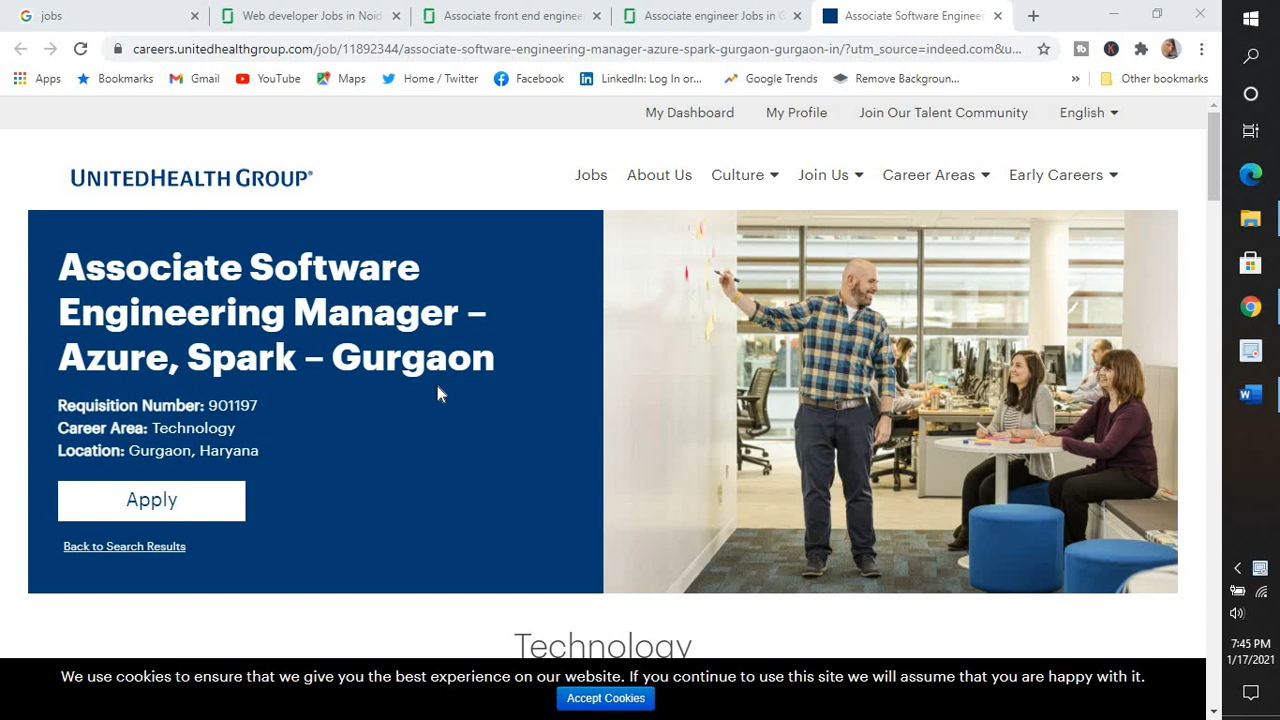 jobs
Web developer Jobs in Noid
Associate front end enginee
Associate engineer Jobs in G
Associate Software Enginee
careers.unitedhealthgroup.com/job/11892344/associate-software-engineering-manager-azure-spark-gurgaon-gurgaon-in/?utm_source=indeed.com&u...
Apps
Bookmarks
Gmail
YouTube
Maps
Home / Twitter
Facebook
LinkedIn: Log In or...
Google Trends
Remove Backgroun...
»
Other bookmarks
My Dashboard
My Profile
Join Our Talent Community
English
UNITEDHEALTH GROUP®
Jobs
About Us
Culture
Join Us
Career Areas
Early Careers
Associate Software
Engineering Manager –
Azure, Spark – Gurgaon
Requisition Number: 901197
Career Area: Technology
Location: Gurgaon, Haryana
Apply
Back to Search Results
Technology
We use cookies to ensure that we give you the best experience on our website. If you continue to use this site we will assume that you are happy with it.
Accept Cookies
7:45 PM
1/17/2021